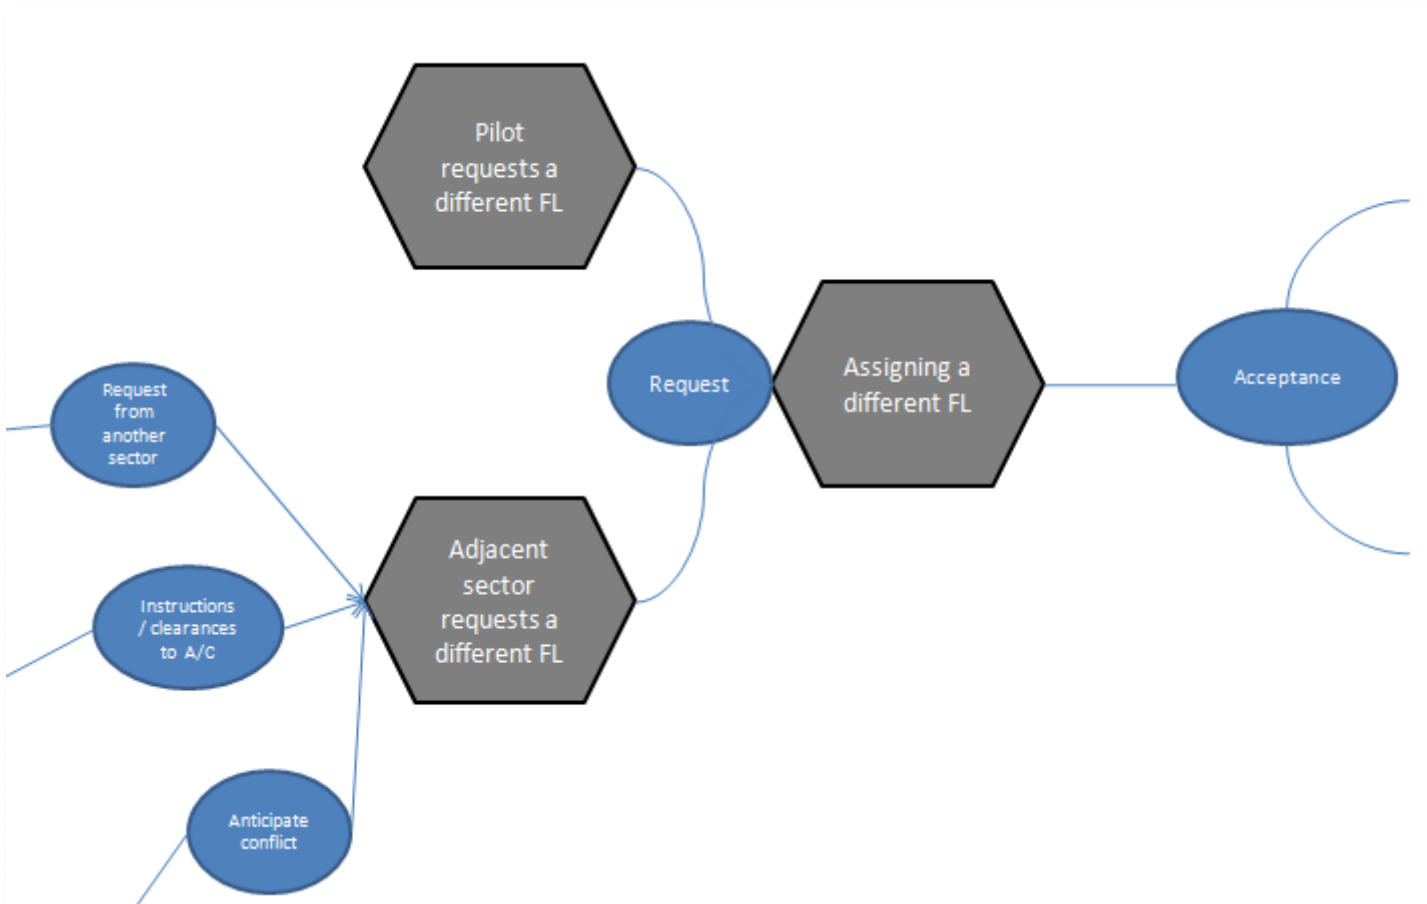 Pilot
requests a
different FL
Request
Assigning a
different FL
Acceptance
Request
from
another
sector
Adjacent
sector
requests a
different FL
Instructions
/ clearances
to A/C
Anticipate
conflict